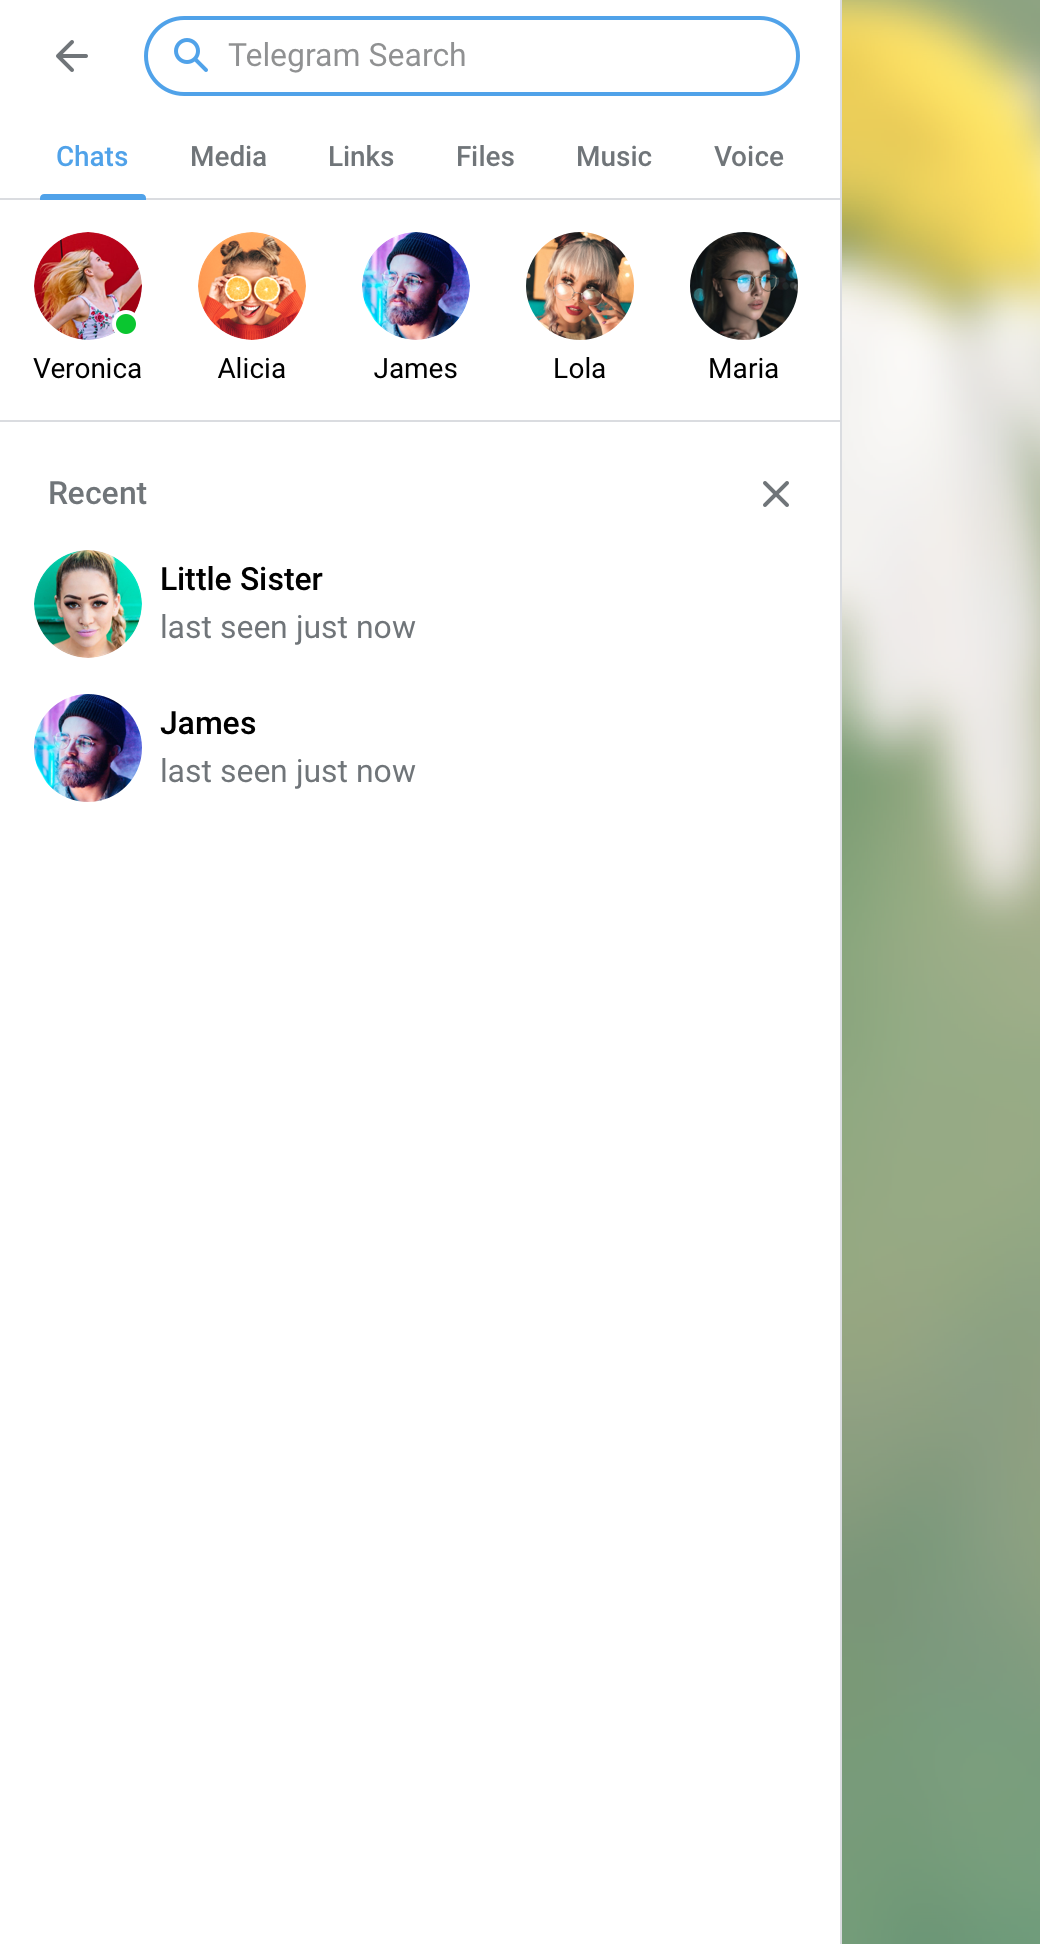 Telegram Search
Chats Media Links Files Music Voice
Veronica Alicia James Lola Maria
Recent
Little Sister
last seen just now
James
last seen just now